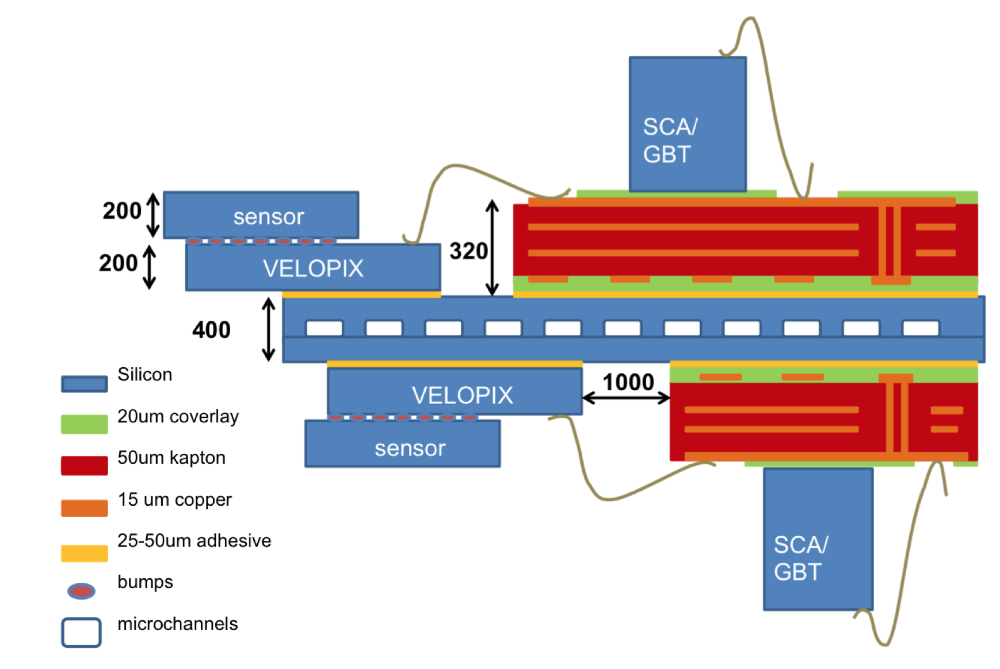 SCA/
GBT
200
sensor
320
200
VELOPIX
400
1000
VELOPIX
sensor
SCA/
GBT
Silicon
20um coverlay
50um kapton
15 um copper
25-50um adhesive
bumps
microchannels